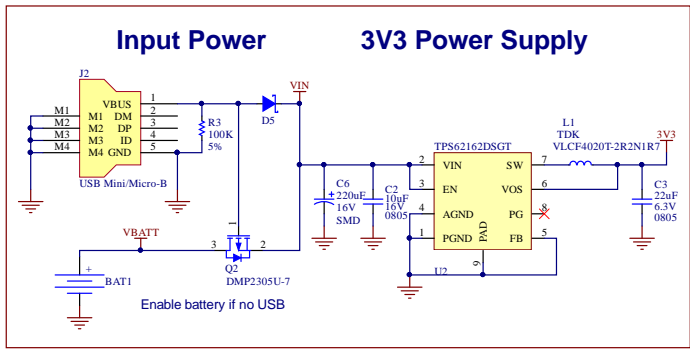 Input Power
3V3 Power Supply
J2
VBUS 1
M1 M1 DM 2
M2 M2 DP 3
M3 M3 ID 4
M4 M4 GND 5
USB Mini/Micro-B
R3
100K
5%
D5
VIN
VBATT
BAT1
+
1
3
2
Q2
DMP2305U-7
Enable battery if no USB
+
C6
220uF
16V
SMD
C2
10uF
16V
0805
TPS62162DSGT
2 VIN SW 7
3 EN VOS 6
4 AGND PG 8
1 PGND FB 5
PAD
9
U2
L1
TDK
VLCF4020T-2R2N1R7
3V3
C3
22uF
6.3V
0805